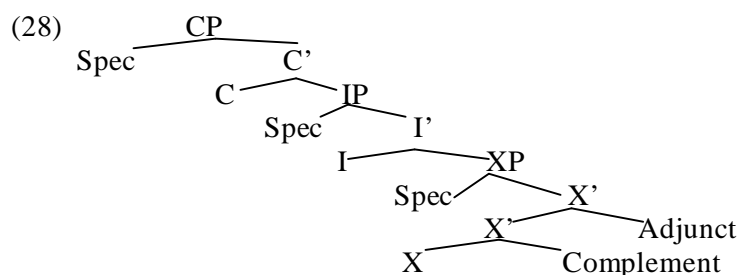 (28) CP
Spec C’
C IP
Spec I’
I XP
Spec X’
X’ Adjunct
X Complement